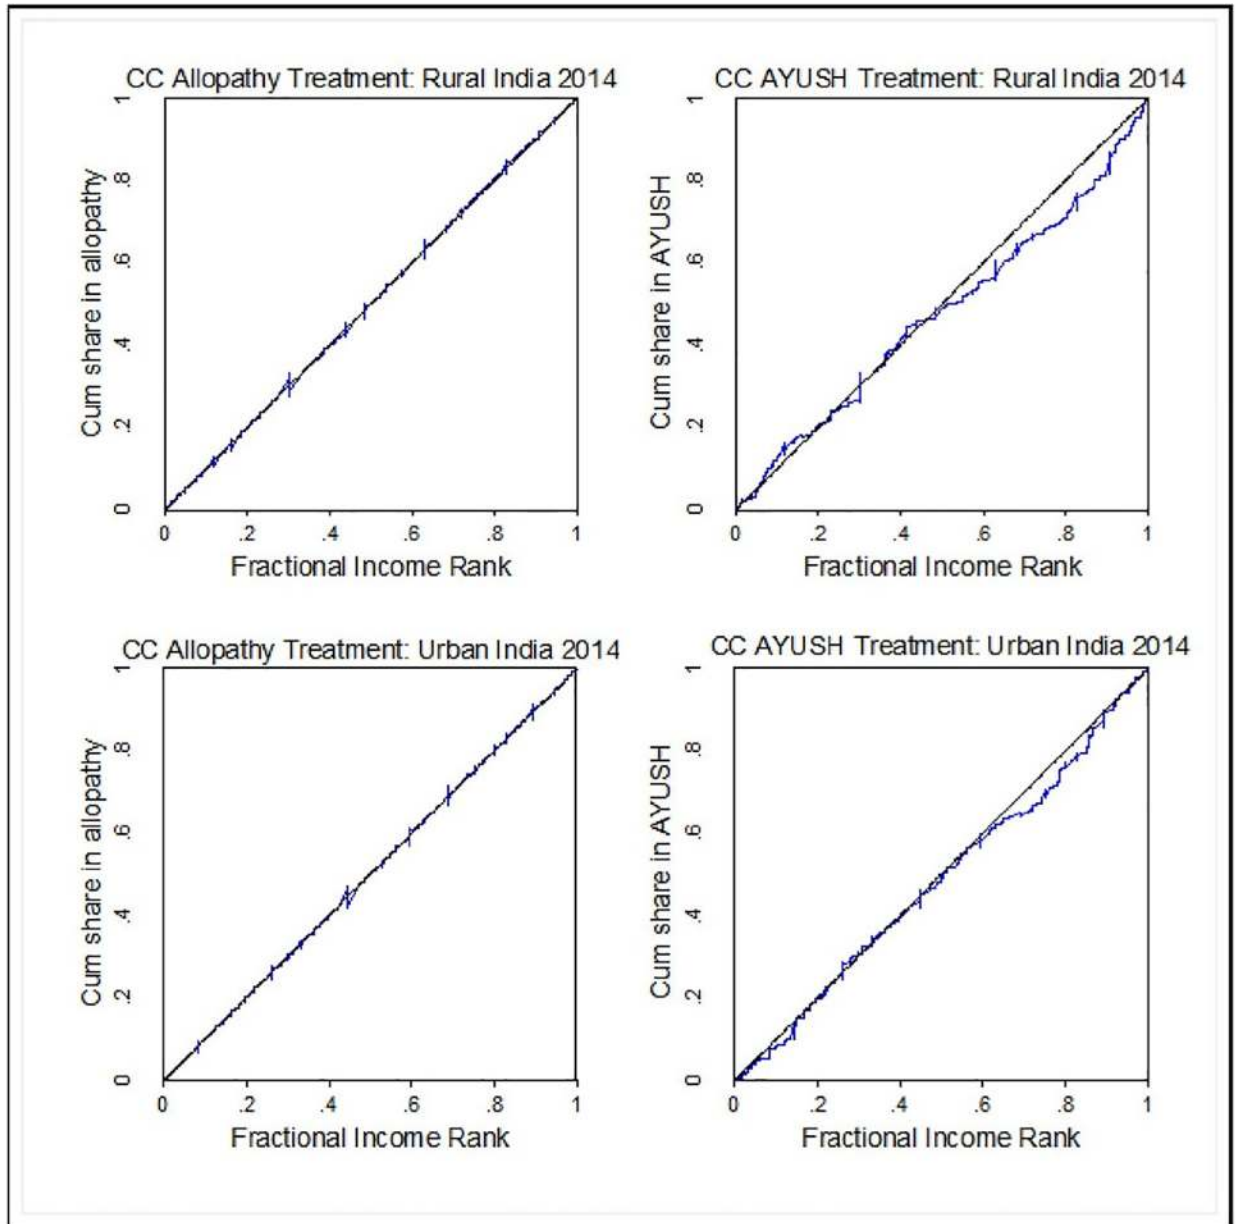 CC Allopathy Treatment: Rural India 2014
Cum share in allopathy
1
.8
.6
.4
.2
0
0 .2 .4 .6 .8 1
Fractional Income Rank
CC AYUSH Treatment: Rural India 2014
Cum share in AYUSH
1
.8
.6
.4
.2
0
0 .2 .4 .6 .8 1
Fractional Income Rank
CC Allopathy Treatment: Urban India 2014
Cum share in allopathy
1
.8
.6
.4
.2
0
0 .2 .4 .6 .8 1
Fractional Income Rank
CC AYUSH Treatment: Urban India 2014
Cum share in AYUSH
1
.8
.6
.4
.2
0
0 .2 .4 .6 .8 1
Fractional Income Rank